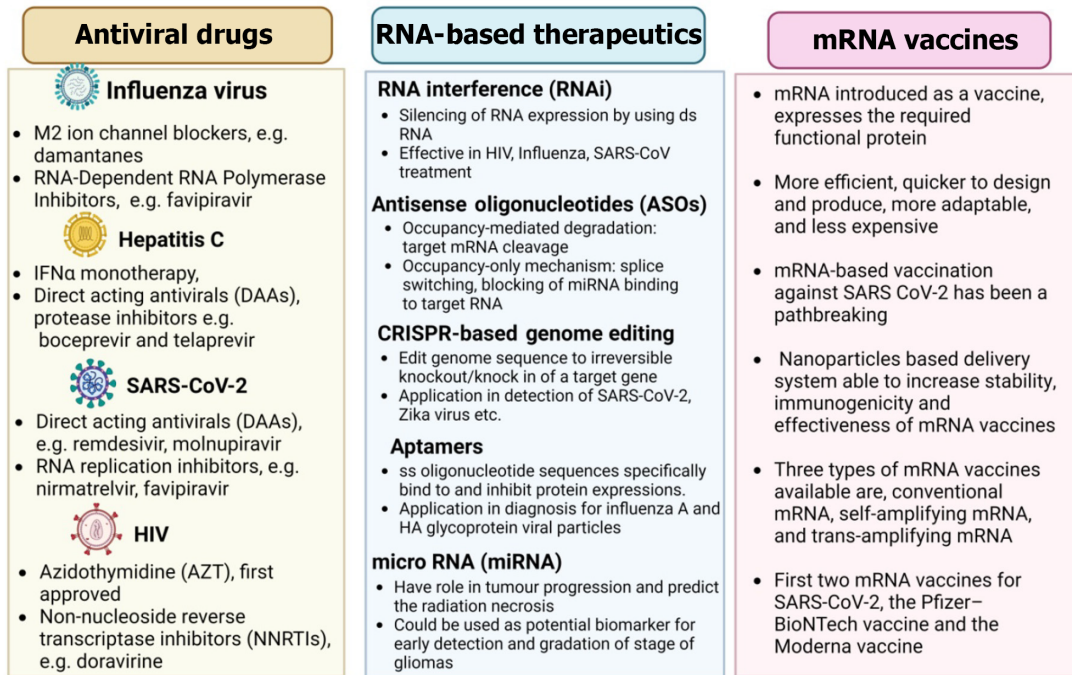 Antiviral drugs
Influenza virus
• M2 ion channel blockers, e.g.
damantanes
• RNA-Dependent RNA Polymerase
Inhibitors, e.g. favipiravir
Hepatitis C
• IFNα monotherapy,
• Direct acting antivirals (DAAs),
protease inhibitors e.g.
boceprevir and telaprevir
SARS-CoV-2
• Direct acting antivirals (DAAs),
e.g. remdesivir, molnupiravir
• RNA replication inhibitors, e.g.
nirmatrelvir, favipiravir
HIV
• Azidothymidine (AZT), first
approved
• Non-nucleoside reverse
transcriptase inhibitors (NNRTIs),
e.g. doravirine
RNA-based therapeutics
RNA interference (RNAi)
• Silencing of RNA expression by using ds
RNA
• Effective in HIV, Influenza, SARS-CoV
treatment
Antisense oligonucleotides (ASOs)
• Occupancy-mediated degradation:
target mRNA cleavage
• Occupancy-only mechanism: splice
switching, blocking of miRNA binding
to target RNA
CRISPR-based genome editing
• Edit genome sequence to irreversible
knockout/knock in of a target gene
• Application in detection of SARS-CoV-2,
Zika virus etc.
Aptamers
• ss oligonucleotide sequences specifically
bind to and inhibit protein expressions.
• Application in diagnosis for influenza A and
HA glycoprotein viral particles
micro RNA (miRNA)
• Have role in tumour progression and predict
the radiation necrosis
• Could be used as potential biomarker for
early detection and gradation of stage of
gliomas
mRNA vaccines
• mRNA introduced as a vaccine,
expresses the required
functional protein
• More efficient, quicker to design
and produce, more adaptable,
and less expensive
• mRNA-based vaccination
against SARS CoV-2 has been a
pathbreaking
• Nanoparticles based delivery
system able to increase stability,
immunogenicity and
effectiveness of mRNA vaccines
• Three types of mRNA vaccines
available are, conventional
mRNA, self-amplifying mRNA,
and trans-amplifying mRNA
• First two mRNA vaccines for
SARS-CoV-2, the Pfizer–
BioNTech vaccine and the
Moderna vaccine